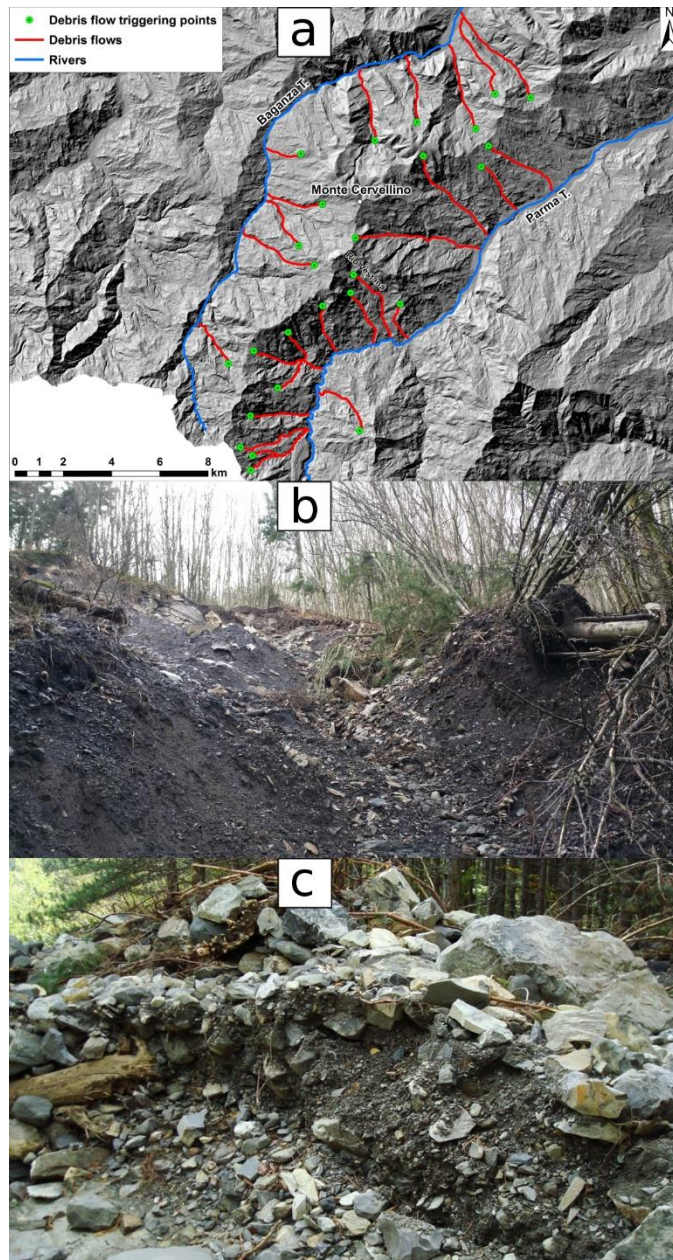 a
Debris flow triggering points
Debris flows
Rivers
N
Baganza T.
Monte Cervellino
Parma T.
0 1 2 4 6 8
km
b
c